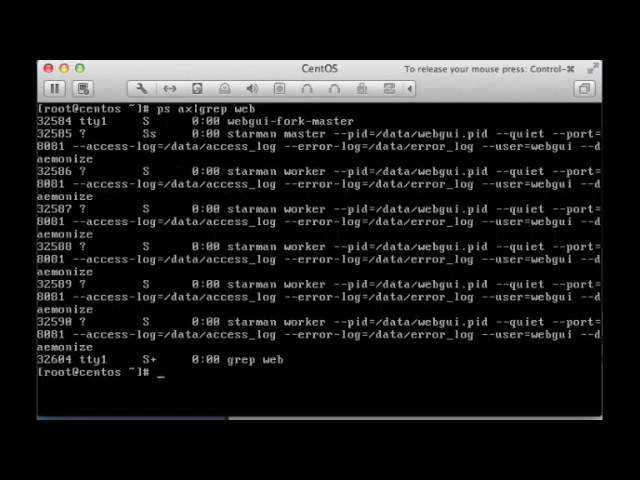 CentOS
To release your mouse press: Control-⌘
[root@centos ~]# ps ax|grep web
32584 tty1 S 0:00 webgui-fork-master
32585 ? Ss 0:00 starman master --pid=/data/webgui.pid --quiet --port=
8081 --access-log=/data/access_log --error-log=/data/error_log --user=webgui --d
aemonize
32586 ? S 0:00 starman worker --pid=/data/webgui.pid --quiet --port=
8081 --access-log=/data/access_log --error-log=/data/error_log --user=webgui --d
aemonize
32587 ? S 0:00 starman worker --pid=/data/webgui.pid --quiet --port=
8081 --access-log=/data/access_log --error-log=/data/error_log --user=webgui --d
aemonize
32588 ? S 0:00 starman worker --pid=/data/webgui.pid --quiet --port=
8081 --access-log=/data/access_log --error-log=/data/error_log --user=webgui --d
aemonize
32589 ? S 0:00 starman worker --pid=/data/webgui.pid --quiet --port=
8081 --access-log=/data/access_log --error-log=/data/error_log --user=webgui --d
aemonize
32590 ? S 0:00 starman worker --pid=/data/webgui.pid --quiet --port=
8081 --access-log=/data/access_log --error-log=/data/error_log --user=webgui --d
aemonize
32604 tty1 S+ 0:00 grep web
[root@centos ~]# _